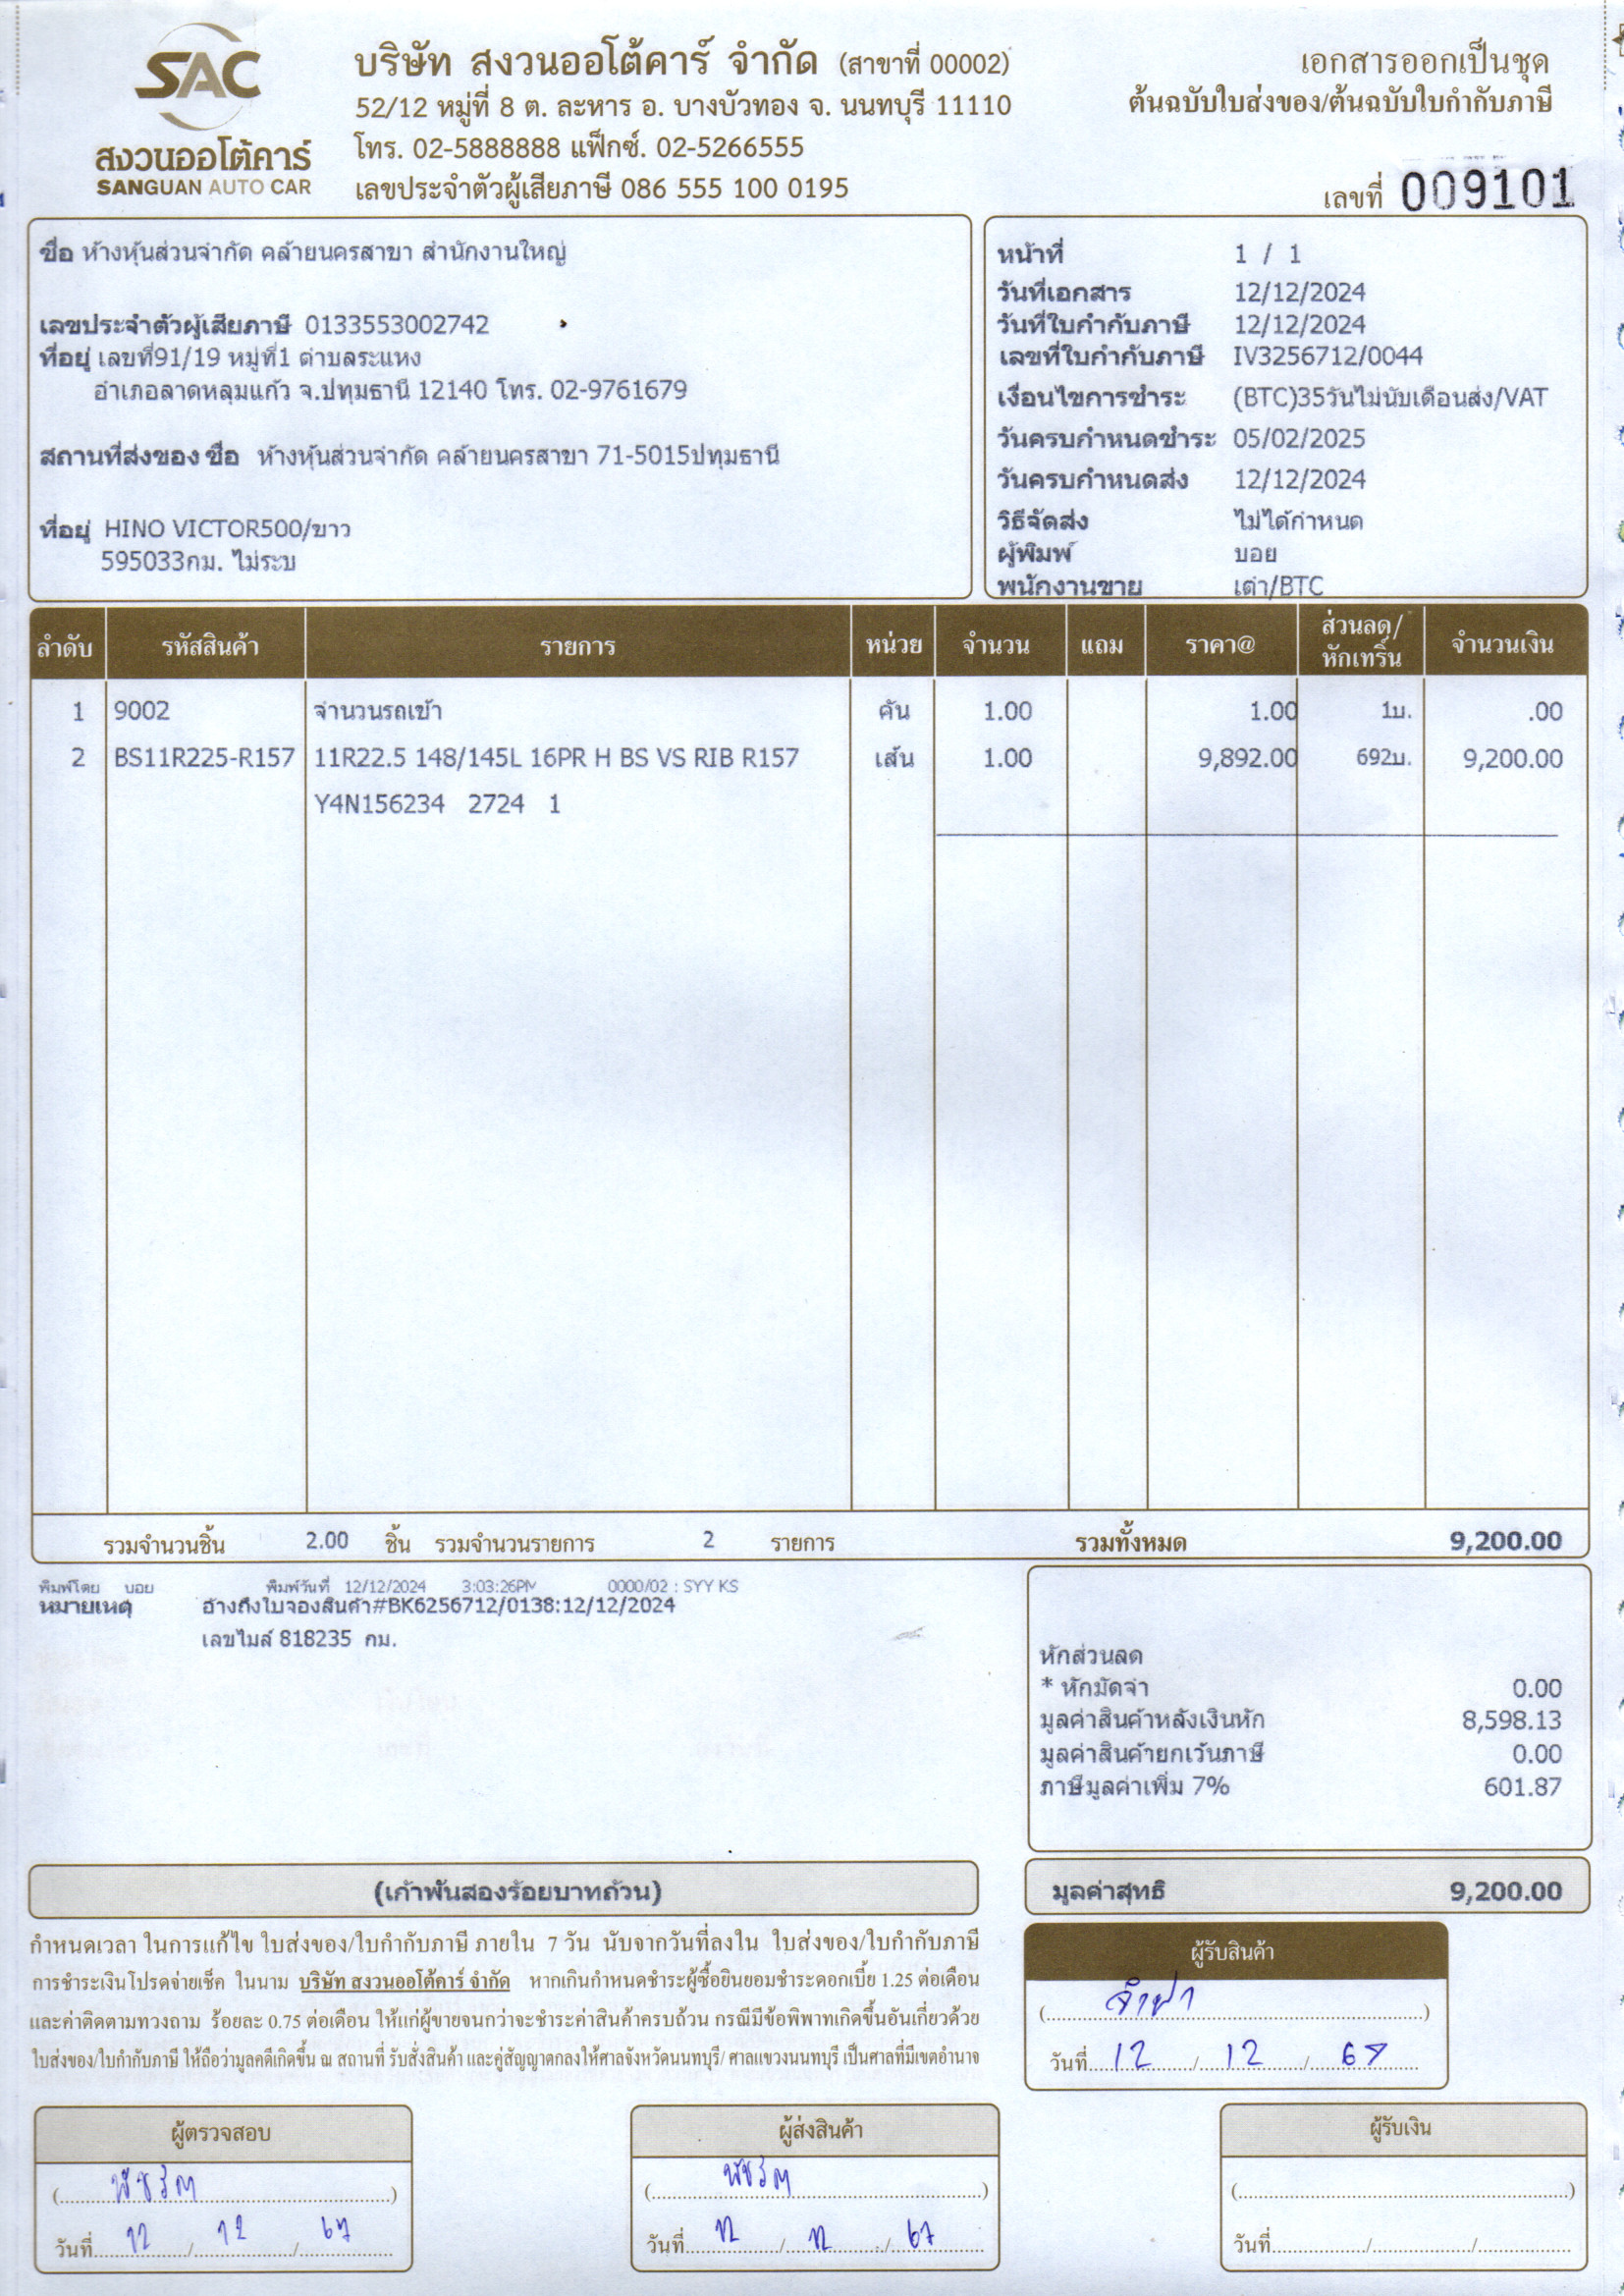 SAC
สงวนออโต้คาร์
SANGUAN AUTO CAR
บริษัท สงวนออโต้คาร์ จำกัด (สาขาที่ 00002)
52/12 หมู่ที่ 8 ต. ละหาร อ. บางบัวทอง จ. นนทบุรี 11110
โทร. 02-5888888 แฟ็กซ์. 02-5266555
เลขประจำตัวผู้เสียภาษี 086 555 100 0195
เอกสารออกเป็นชุด
ต้นฉบับใบส่งของ/ต้นฉบับใบกำกับภาษี
เลขที่ 009101
ชื่อ ห้างหุ้นส่วนจำกัด คล้ายนครสาขา สำนักงานใหญ่
เลขประจำตัวผู้เสียภาษี 0133553002742
ที่อยู่ เลขที่91/19 หมู่ที่1 ตำบลระแหง
อำเภอลาดหลุมแก้ว จ.ปทุมธานี 12140 โทร. 02-9761679
สถานที่ส่งของ ชื่อ ห้างหุ้นส่วนจำกัด คล้ายนครสาขา 71-5015ปทุมธานี
ที่อยู่ HINO VICTOR500/ขาว
595033กม. ไม่ระบ
หน้าที่ 1 / 1
วันที่เอกสาร 12/12/2024
วันที่ใบกำกับภาษี 12/12/2024
เลขที่ใบกำกับภาษี IV3256712/0044
เงื่อนไขการชำระ (BTC)35วันไม่นับเดือนส่ง/VAT
วันครบกำหนดชำระ 05/02/2025
วันครบกำหนดส่ง 12/12/2024
วิธีจัดส่ง ไม่ได้กำหนด
ผู้พิมพ์ บอย
พนักงานขาย เต่า/BTC
ลำดับ รหัสสินค้า รายการ หน่วย จำนวน แถม ราคา@ ส่วนลด/หักเทริ์น จำนวนเงิน
1 9002 จำนวนรถเข้า คัน 1.00 1.00 1บ. .00
2 BS11R225-R157 11R22.5 148/145L 16PR H BS VS RIB R157 เส้น 1.00 9,892.00 692บ. 9,200.00
Y4N156234 2724 1
รวมจำนวนชิ้น 2.00 ชิ้น รวมจำนวนรายการ 2 รายการ รวมทั้งหมด 9,200.00
พิมพ์โดย บอย พิมพ์วันที่ 12/12/2024 3:03:26PM 0000/02 : SYY KS
หมายเหตุ อ้างถึงใบจองสินค้า#BK6256712/0138:12/12/2024
เลขไมล์ 818235 กม.
หักส่วนลด
* หักมัดจำ 0.00
มูลค่าสินค้าหลังเงินหัก 8,598.13
มูลค่าสินค้ายกเว้นภาษี 0.00
ภาษีมูลค่าเพิ่ม 7% 601.87
(เก้าพันสองร้อยบาทถ้วน)
มูลค่าสุทธิ 9,200.00
กำหนดเวลา ในการแก้ไข ใบส่งของ/ใบกำกับภาษี ภายใน 7 วัน นับจากวันที่ลงใน ใบส่งของ/ใบกำกับภาษี
การชำระเงินโปรดจ่ายเช็ค ในนาม บริษัท สงวนออโต้คาร์ จำกัด หากเกินกำหนดชำระผู้ซื้อยินยอมชำระดอกเบี้ย 1.25 ต่อเดือน
และค่าติดตามทวงถาม ร้อยละ 0.75 ต่อเดือน ให้แก่ผู้ขายจนกว่าจะชำระค่าสินค้าครบถ้วน กรณีมีข้อพิพาทเกิดขึ้นอันเกี่ยวด้วย
ใบส่งของ/ใบกำกับภาษี ให้ถือว่ามูลคดีเกิดขึ้น ณ สถานที่ รับสั่งสินค้า และคู่สัญญาตกลงให้ศาลจังหวัดนนทบุรี/ ศาลแขวงนนทบุรี เป็นศาลที่มีเขตอำนาจ
ผู้รับสินค้า
วันที่ 12 / 12 / 67
ผู้ตรวจสอบ
วันที่ 12 / 12 / 67
ผู้ส่งสินค้า
วันที่ 12 / 12 / 67
ผู้รับเงิน
วันที่ / /